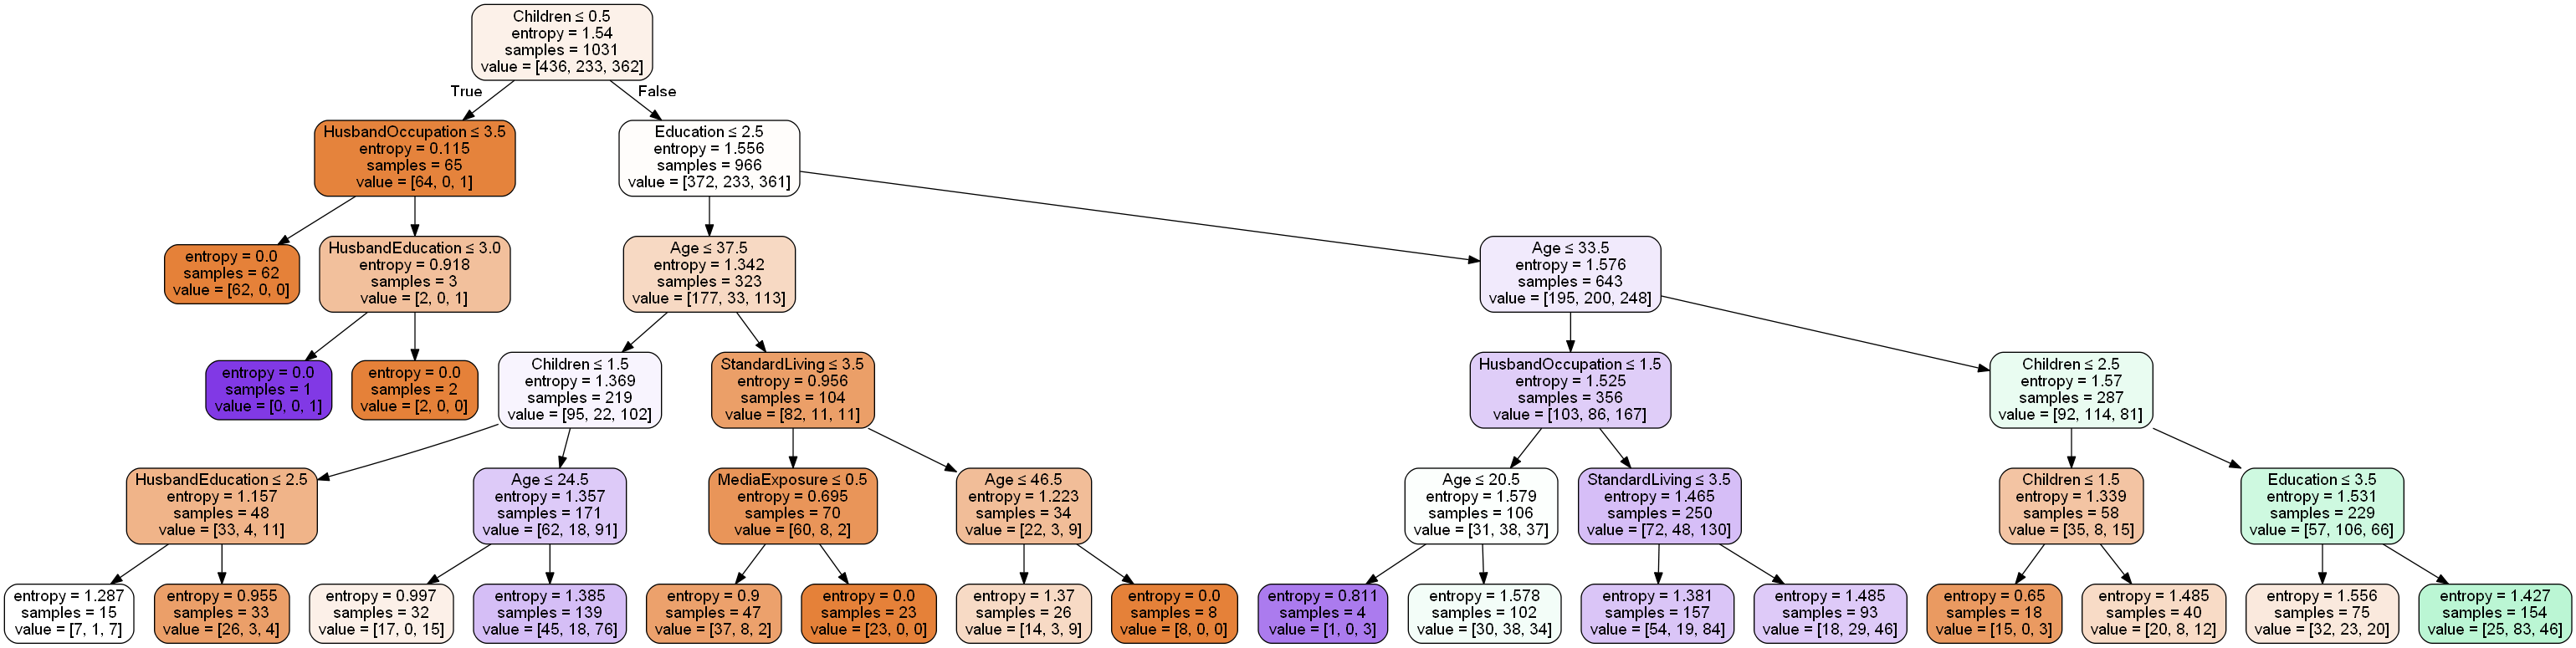 Children ≤ 0.5
entropy = 1.54
samples = 1031
value = [436, 233, 362]
True
False
HusbandOccupation ≤ 3.5
entropy = 0.115
samples = 65
value = [64, 0, 1]
Education ≤ 2.5
entropy = 1.556
samples = 966
value = [372, 233, 361]
entropy = 0.0
samples = 62
value = [62, 0, 0]
HusbandEducation ≤ 3.0
entropy = 0.918
samples = 3
value = [2, 0, 1]
Age ≤ 37.5
entropy = 1.342
samples = 323
value = [177, 33, 113]
Age ≤ 33.5
entropy = 1.576
samples = 643
value = [195, 200, 248]
entropy = 0.0
samples = 1
value = [0, 0, 1]
entropy = 0.0
samples = 2
value = [2, 0, 0]
Children ≤ 1.5
entropy = 1.369
samples = 219
value = [95, 22, 102]
StandardLiving ≤ 3.5
entropy = 0.956
samples = 104
value = [82, 11, 11]
HusbandOccupation ≤ 1.5
entropy = 1.525
samples = 356
value = [103, 86, 167]
Children ≤ 2.5
entropy = 1.57
samples = 287
value = [92, 114, 81]
HusbandEducation ≤ 2.5
entropy = 1.157
samples = 48
value = [33, 4, 11]
Age ≤ 24.5
entropy = 1.357
samples = 171
value = [62, 18, 91]
MediaExposure ≤ 0.5
entropy = 0.695
samples = 70
value = [60, 8, 2]
Age ≤ 46.5
entropy = 1.223
samples = 34
value = [22, 3, 9]
Age ≤ 20.5
entropy = 1.579
samples = 106
value = [31, 38, 37]
StandardLiving ≤ 3.5
entropy = 1.465
samples = 250
value = [72, 48, 130]
Children ≤ 1.5
entropy = 1.339
samples = 58
value = [35, 8, 15]
Education ≤ 3.5
entropy = 1.531
samples = 229
value = [57, 106, 66]
entropy = 1.287
samples = 15
value = [7, 1, 7]
entropy = 0.955
samples = 33
value = [26, 3, 4]
entropy = 0.997
samples = 32
value = [17, 0, 15]
entropy = 1.385
samples = 139
value = [45, 18, 76]
entropy = 0.9
samples = 47
value = [37, 8, 2]
entropy = 0.0
samples = 23
value = [23, 0, 0]
entropy = 1.37
samples = 26
value = [14, 3, 9]
entropy = 0.0
samples = 8
value = [8, 0, 0]
entropy = 0.811
samples = 4
value = [1, 0, 3]
entropy = 1.578
samples = 102
value = [30, 38, 34]
entropy = 1.381
samples = 157
value = [54, 19, 84]
entropy = 1.485
samples = 93
value = [18, 29, 46]
entropy = 0.65
samples = 18
value = [15, 0, 3]
entropy = 1.485
samples = 40
value = [20, 8, 12]
entropy = 1.556
samples = 75
value = [32, 23, 20]
entropy = 1.427
samples = 154
value = [25, 83, 46]